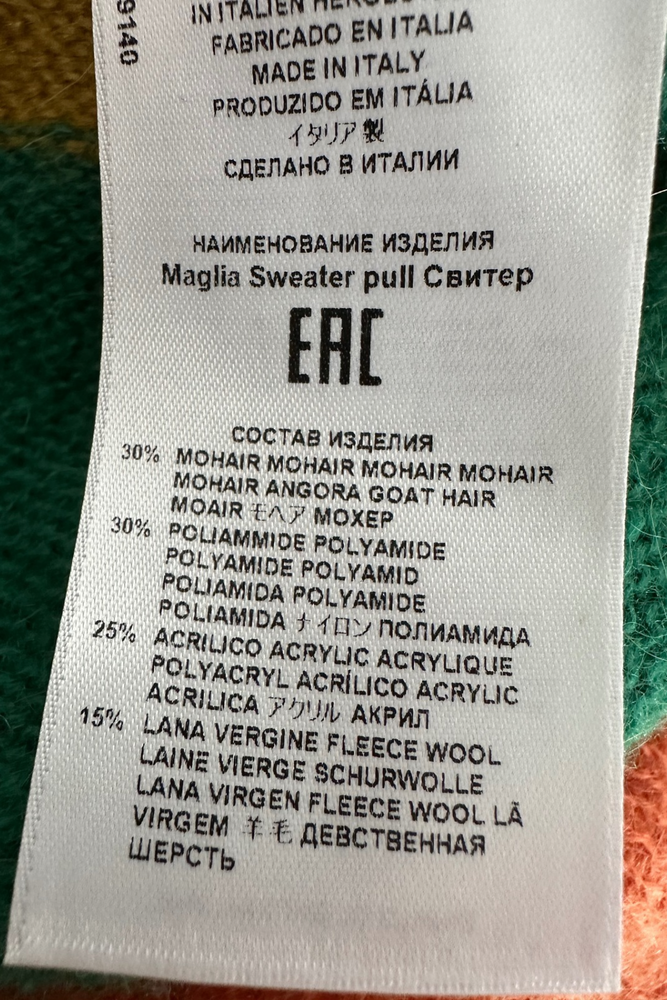 9140
IN ITALIEN
FABRICADO EN ITALIA
MADE IN ITALY
PRODUZIDO EM ITÁLIA
イタリア製
СДЕЛАНО В ИТАЛИИ
НАИМЕНОВАНИЕ ИЗДЕЛИЯ
Maglia Sweater pull Свитер
EAC
СОСТАВ ИЗДЕЛИЯ
30% MOHAIR MOHAIR MOHAIR MOHAIR
MOHAIR ANGORA GOAT HAIR
MOAIR モヘア МОХЕР
30% POLIAMMIDE POLYAMIDE
POLYAMIDE POLYAMID
POLIAMIDA POLYAMIDE
POLIAMIDA ナイロン ПОЛИАМИДА
25% ACRILICO ACRYLIC ACRYLIQUE
POLYACRYL ACRÍLICO ACRYLIC
ACRILICA アクリル АКРИЛ
15% LANA VERGINE FLEECE WOOL
LAINE VIERGE SCHURWOLLE
LANA VIRGEN FLEECE WOOL LÃ
VIRGEM 羊毛 ДЕВСТВЕННАЯ
ШЕРСТЬ